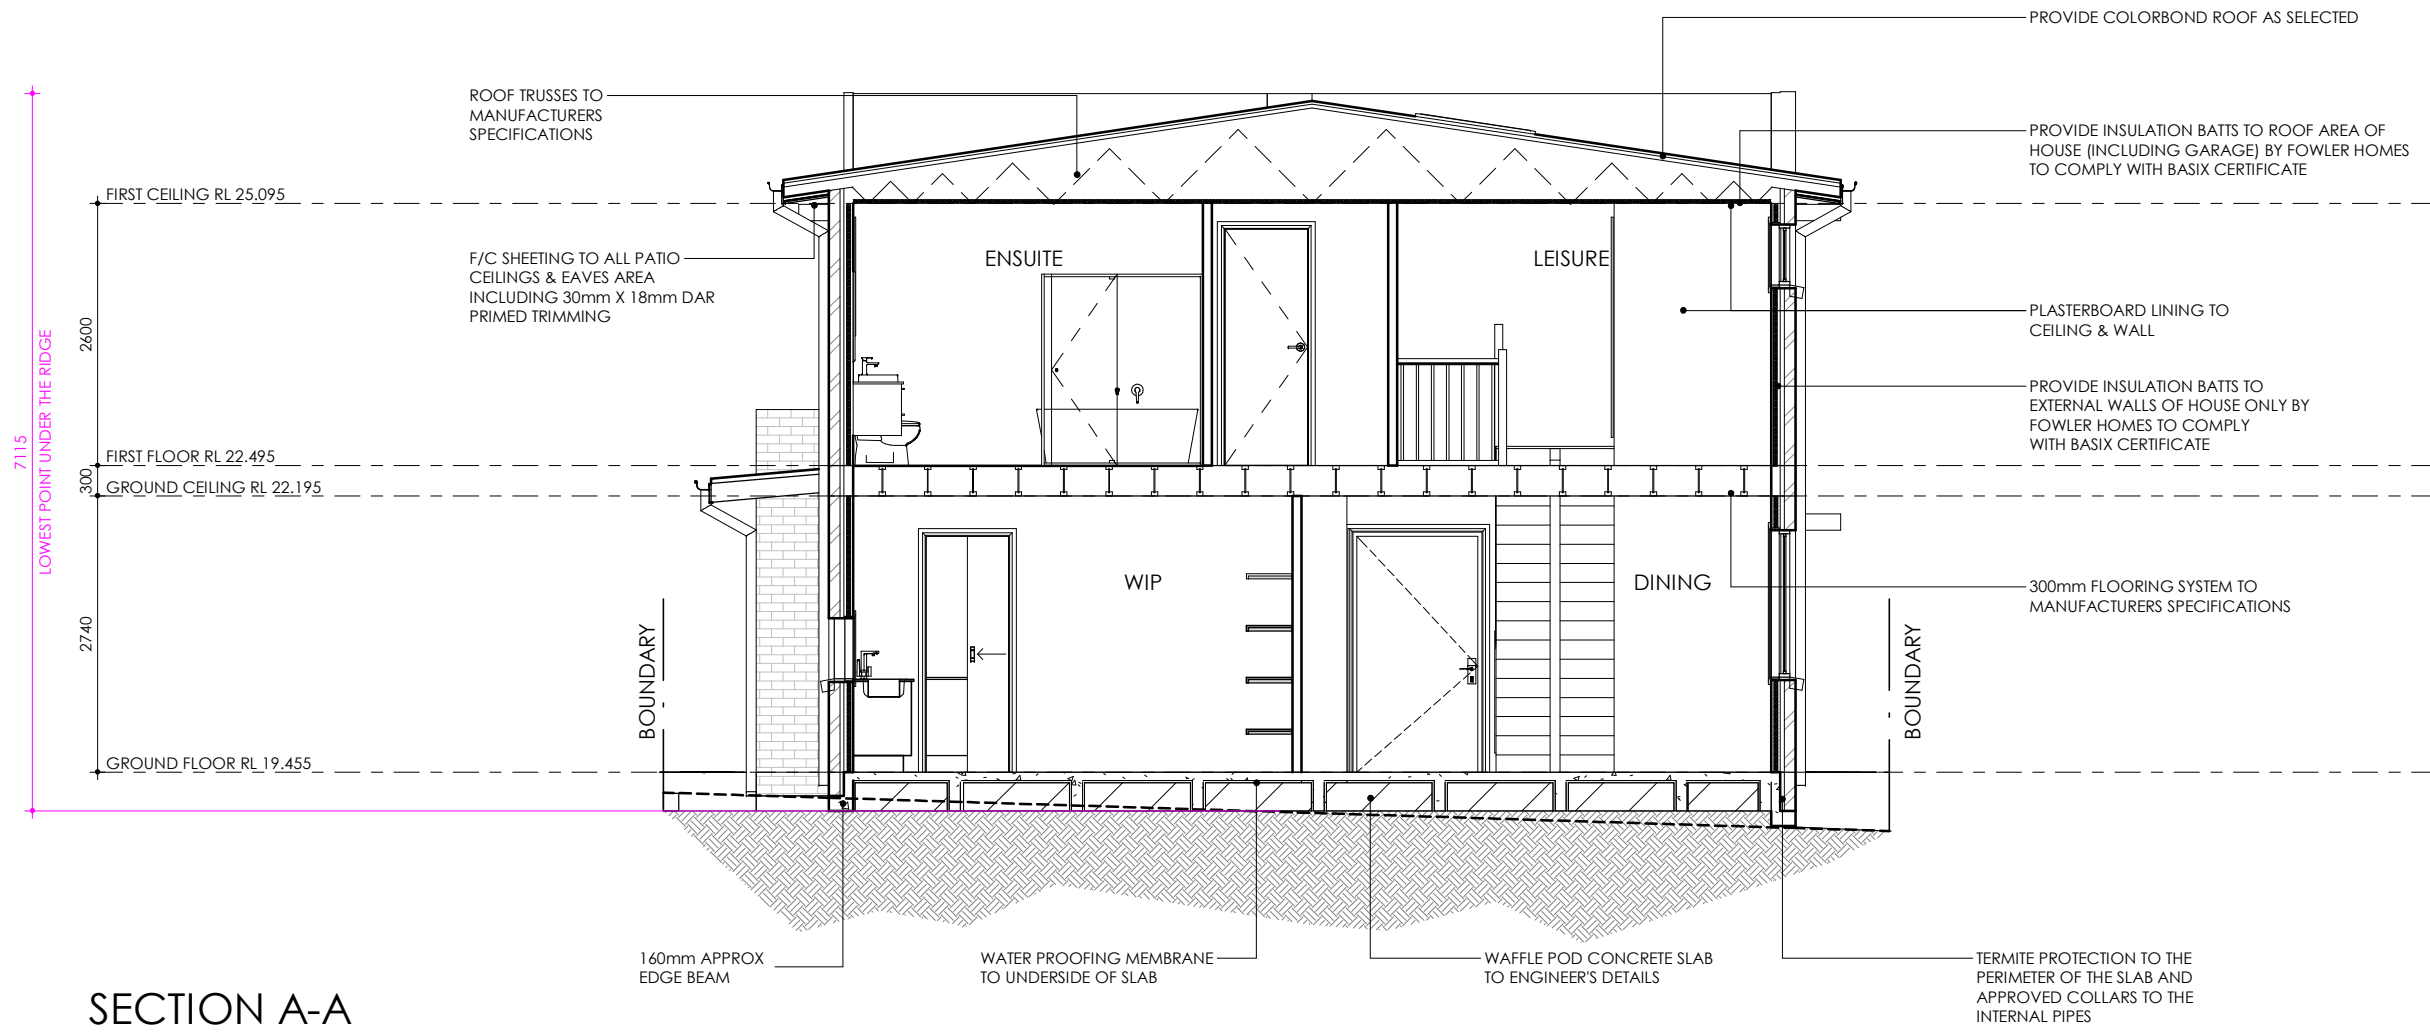 PROVIDE COLORBOND ROOF AS SELECTED
ROOF TRUSSES TO
MANUFACTURERS
SPECIFICATIONS
PROVIDE INSULATION BATTS TO ROOF AREA OF
HOUSE (INCLUDING GARAGE) BY FOWLER HOMES
TO COMPLY WITH BASIX CERTIFICATE
FIRST CEILING RL 25.095
F/C SHEETING TO ALL PATIO
CEILINGS & EAVES AREA
INCLUDING 30mm X 18mm DAR
PRIMED TRIMMING
ENSUITE
LEISURE
PLASTERBOARD LINING TO
CEILING & WALL
2600
PROVIDE INSULATION BATTS TO
EXTERNAL WALLS OF HOUSE ONLY BY
FOWLER HOMES TO COMPLY
WITH BASIX CERTIFICATE
7115
LOWEST POINT UNDER THE RIDGE
FIRST FLOOR RL 22.495
300
GROUND CEILING RL 22.195
WIP
DINING
300mm FLOORING SYSTEM TO
MANUFACTURERS SPECIFICATIONS
2740
BOUNDARY
BOUNDARY
GROUND FLOOR RL 19.455
160mm APPROX
EDGE BEAM
WATER PROOFING MEMBRANE
TO UNDERSIDE OF SLAB
WAFFLE POD CONCRETE SLAB
TO ENGINEER'S DETAILS
TERMITE PROTECTION TO THE
PERIMETER OF THE SLAB AND
APPROVED COLLARS TO THE
INTERNAL PIPES
SECTION A-A